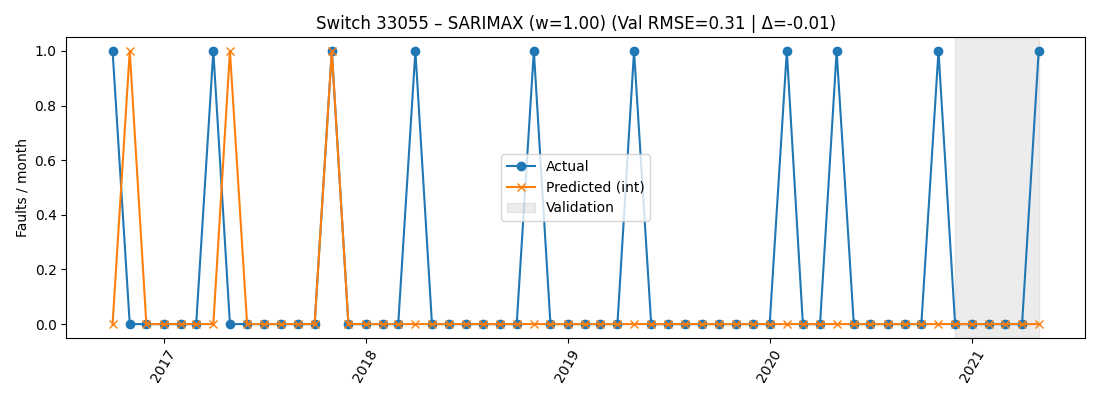 Switch 33055 – SARIMAX (w=1.00) (Val RMSE=0.31 | Δ=-0.01)
Faults / month
1.0
0.8
0.6
0.4
0.2
0.0
Actual
Predicted (int)
Validation
2017
2018
2019
2020
2021